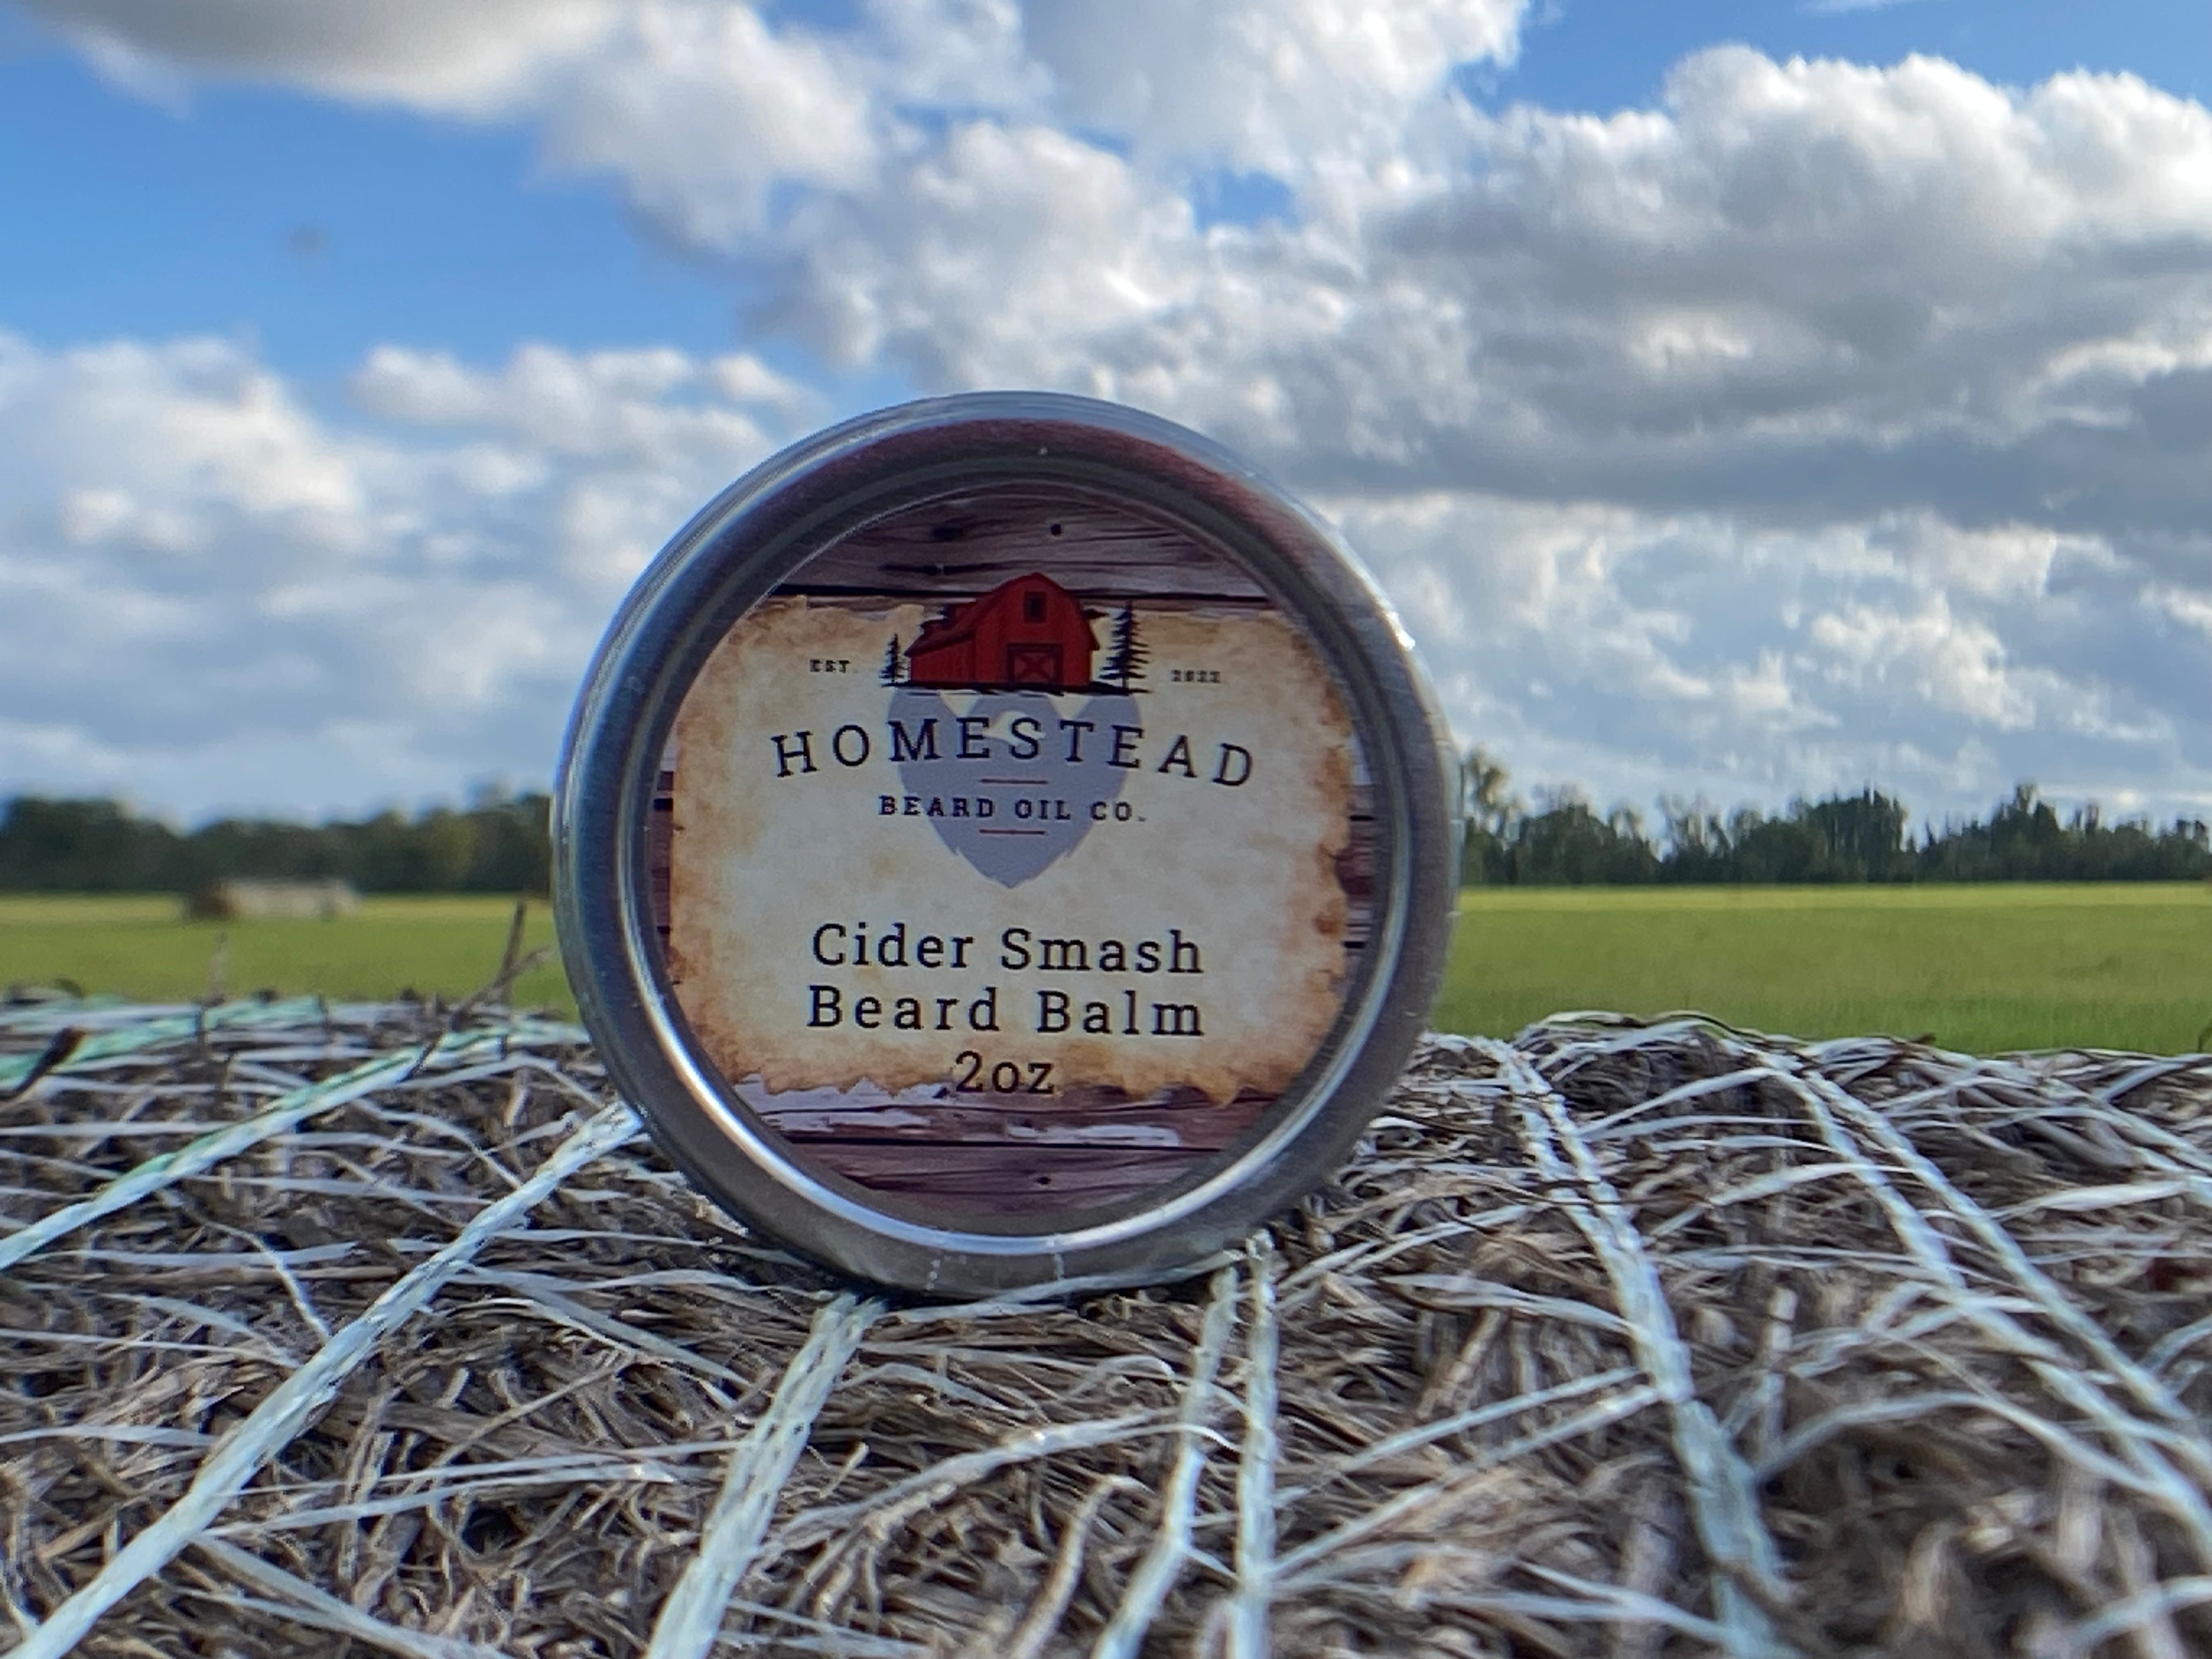 EST. 2022
HOMESTEAD
BEARD OIL CO.
Cider Smash
Beard Balm
2oz